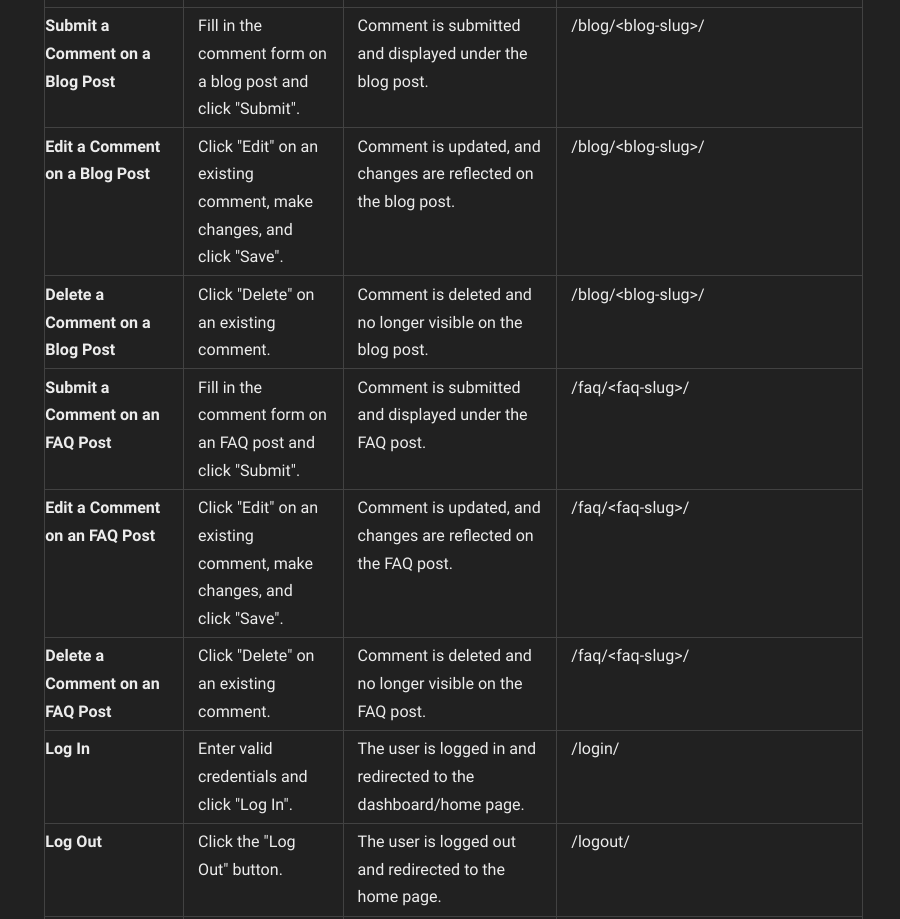 Submit a
Comment on a
Blog Post
Fill in the
comment form on
a blog post and
click "Submit".
Comment is submitted
and displayed under the
blog post.
/blog/<blog-slug>/
Edit a Comment
on a Blog Post
Click "Edit" on an
existing
comment, make
changes, and
click "Save".
Comment is updated, and
changes are reflected on
the blog post.
/blog/<blog-slug>/
Delete a
Comment on a
Blog Post
Click "Delete" on
an existing
comment.
Comment is deleted and
no longer visible on the
blog post.
/blog/<blog-slug>/
Submit a
Comment on an
FAQ Post
Fill in the
comment form on
an FAQ post and
click "Submit".
Comment is submitted
and displayed under the
FAQ post.
/faq/<faq-slug>/
Edit a Comment
on an FAQ Post
Click "Edit" on an
existing
comment, make
changes, and
click "Save".
Comment is updated, and
changes are reflected on
the FAQ post.
/faq/<faq-slug>/
Delete a
Comment on an
FAQ Post
Click "Delete" on
an existing
comment.
Comment is deleted and
no longer visible on the
FAQ post.
/faq/<faq-slug>/
Log In
Enter valid
credentials and
click "Log In".
The user is logged in and
redirected to the
dashboard/home page.
/login/
Log Out
Click the "Log
Out" button.
The user is logged out
and redirected to the
home page.
/logout/